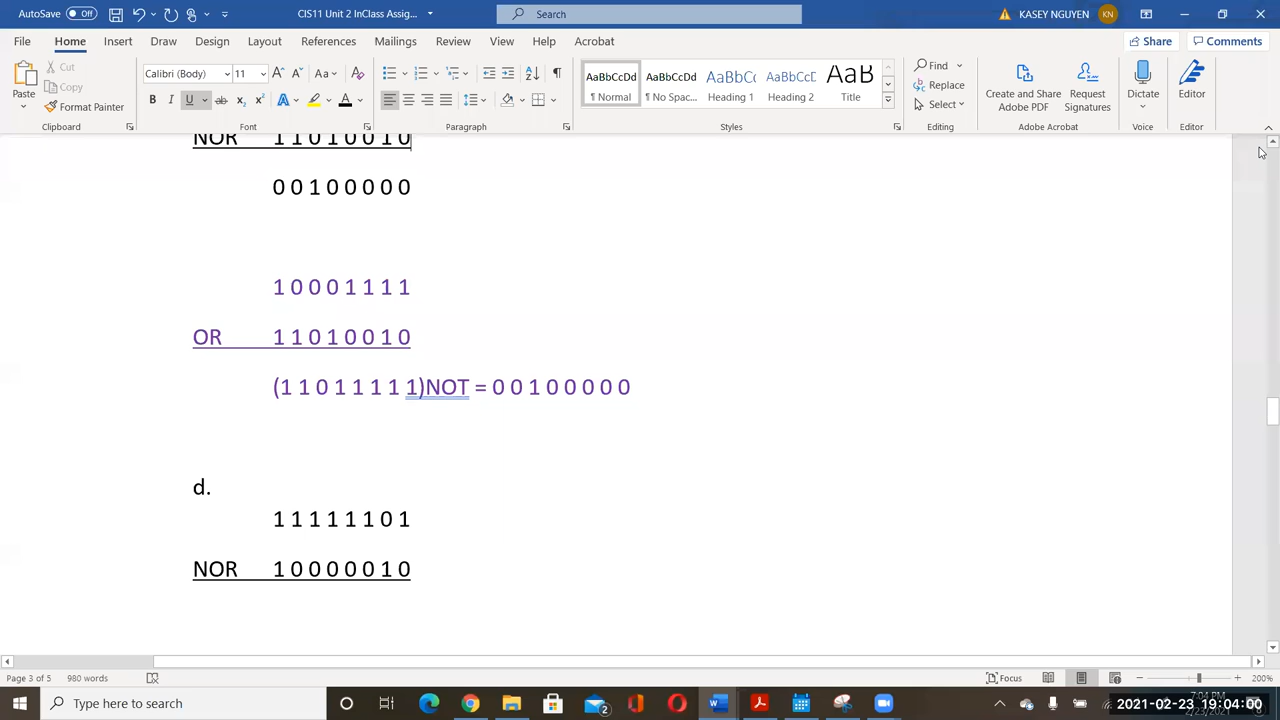 AutoSave Off CIS11 Unit 2 InClass Assig... Search KASEY NGUYEN KN
File Home Insert Draw Design Layout References Mailings Review View Help Acrobat Share Comments
Paste Cut Copy Format Painter Clipboard
Calibri (Body) 11 Font
Paragraph
AaBbCcDd ¶ Normal AaBbCcDd ¶ No Spac... AaBbC( Heading 1 AaBbCcE Heading 2 AaB Title Styles
Find Replace Select Editing
Create and Share Adobe PDF Request Signatures Adobe Acrobat
Dictate Voice
Editor Editor
NOR 1 1 0 1 0 0 1 0
0 0 1 0 0 0 0 0
1 0 0 0 1 1 1 1
OR 1 1 0 1 0 0 1 0
(1 1 0 1 1 1 1 1)NOT = 0 0 1 0 0 0 0 0
d.
1 1 1 1 1 1 0 1
NOR 1 0 0 0 0 0 1 0
Page 3 of 5 980 words Focus 200%
Type here to search 2 7:04 PM 2021-02-23 19:04:00